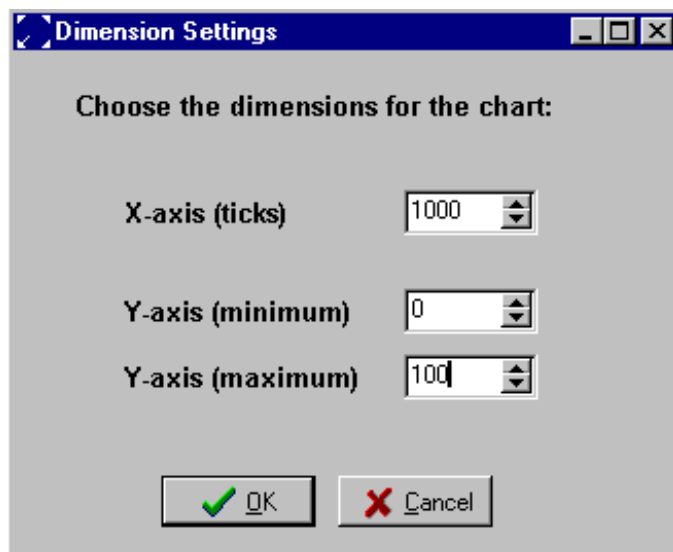 Dimension Settings
Choose the dimensions for the chart:
X-axis (ticks) 1000
Y-axis (minimum) 0
Y-axis (maximum) 100
OK Cancel